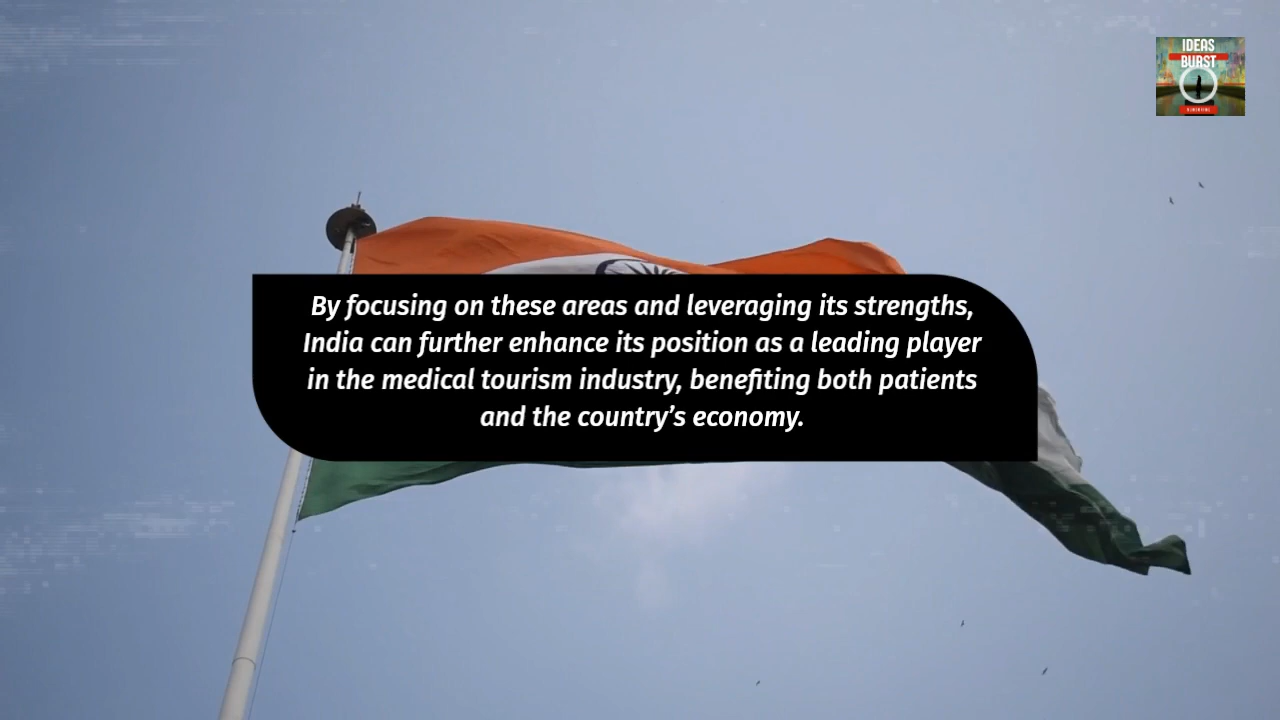 IDEAS
BURST
By focusing on these areas and leveraging its strengths,
India can further enhance its position as a leading player
in the medical tourism industry, benefiting both patients
and the country’s economy.